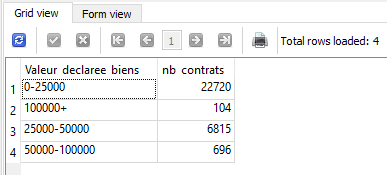 Grid view Form view
1 Total rows loaded: 4
Valeur declaree biens nb contrats
1 0-25000 22720
2 100000+ 104
3 25000-50000 6815
4 50000-100000 696